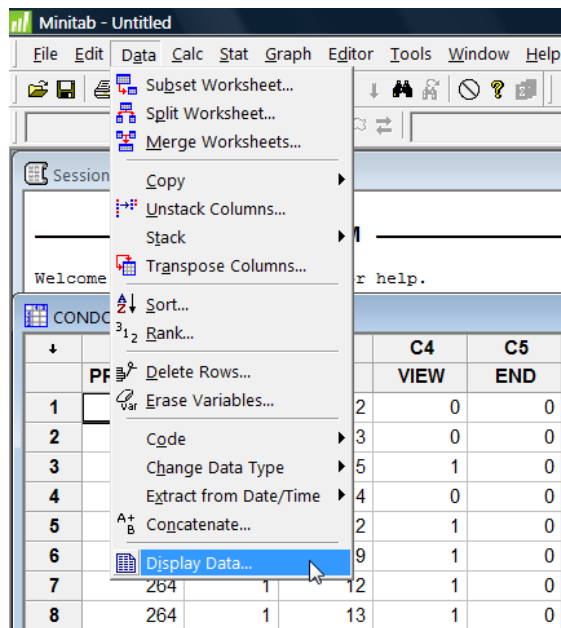 Minitab - Untitled
File Edit Data Calc Stat Graph Editor Tools Window Help
Subset Worksheet...
Split Worksheet...
Merge Worksheets...
Copy
Unstack Columns...
Stack
Transpose Columns...
Sort...
Rank...
Delete Rows...
Erase Variables...
Code
Change Data Type
Extract from Date/Time
Concatenate...
Display Data...
Session
Welcome r help.
C4 C5
VIEW END
1 2 0 0
2 3 0 0
3 5 1 0
4 4 0 0
5 2 1 0
6 9 1 0
7 264 1 12 1 0
8 264 1 13 1 0